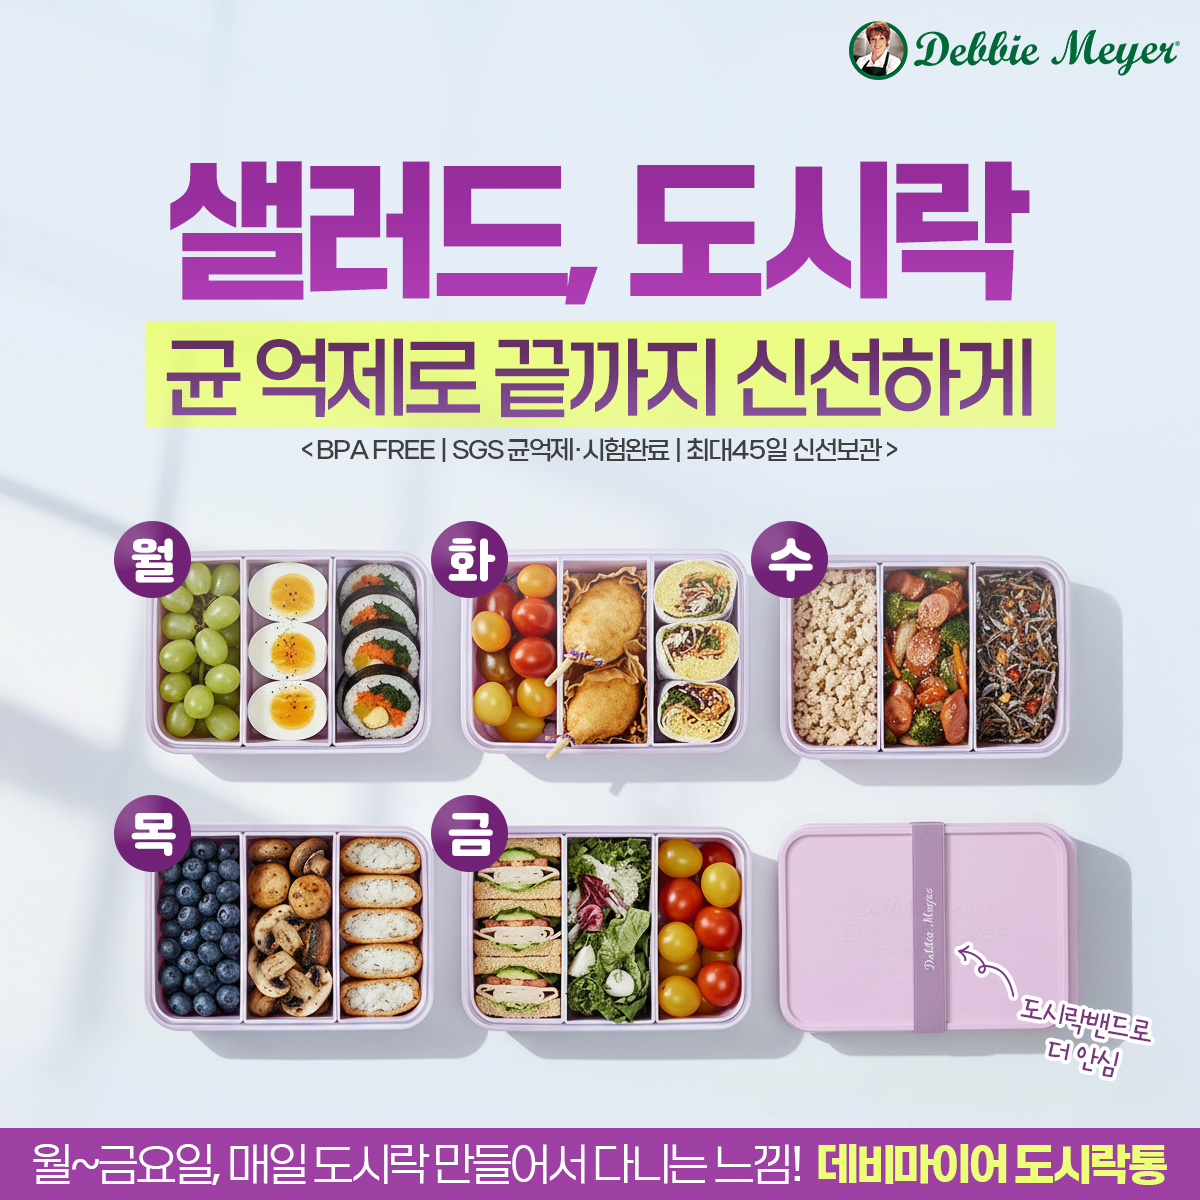 Debbie Meyer®
샐러드, 도시락
균 억제로 끝까지 신선하게
< BPA FREE | SGS 균억제·시험완료 | 최대45일 신선보관 >
월
화
수
목
금
Debbie Meyer
Debbie Meyer
도시락밴드로
더 안심
월~금요일, 매일 도시락 만들어서 다니는 느낌! 데비마이어 도시락통